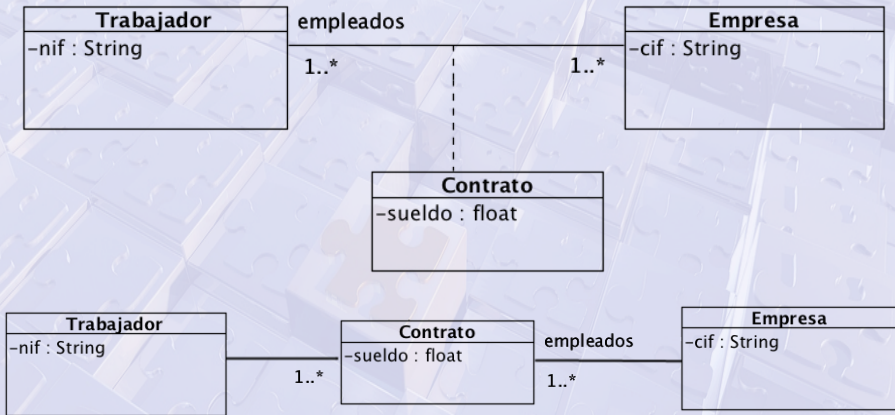 Trabajador
-nif : String
empleados
1..*
1..*
Empresa
-cif : String
Contrato
-sueldo : float
Trabajador
-nif : String
1..*
Contrato
-sueldo : float
empleados
1..*
Empresa
-cif : String